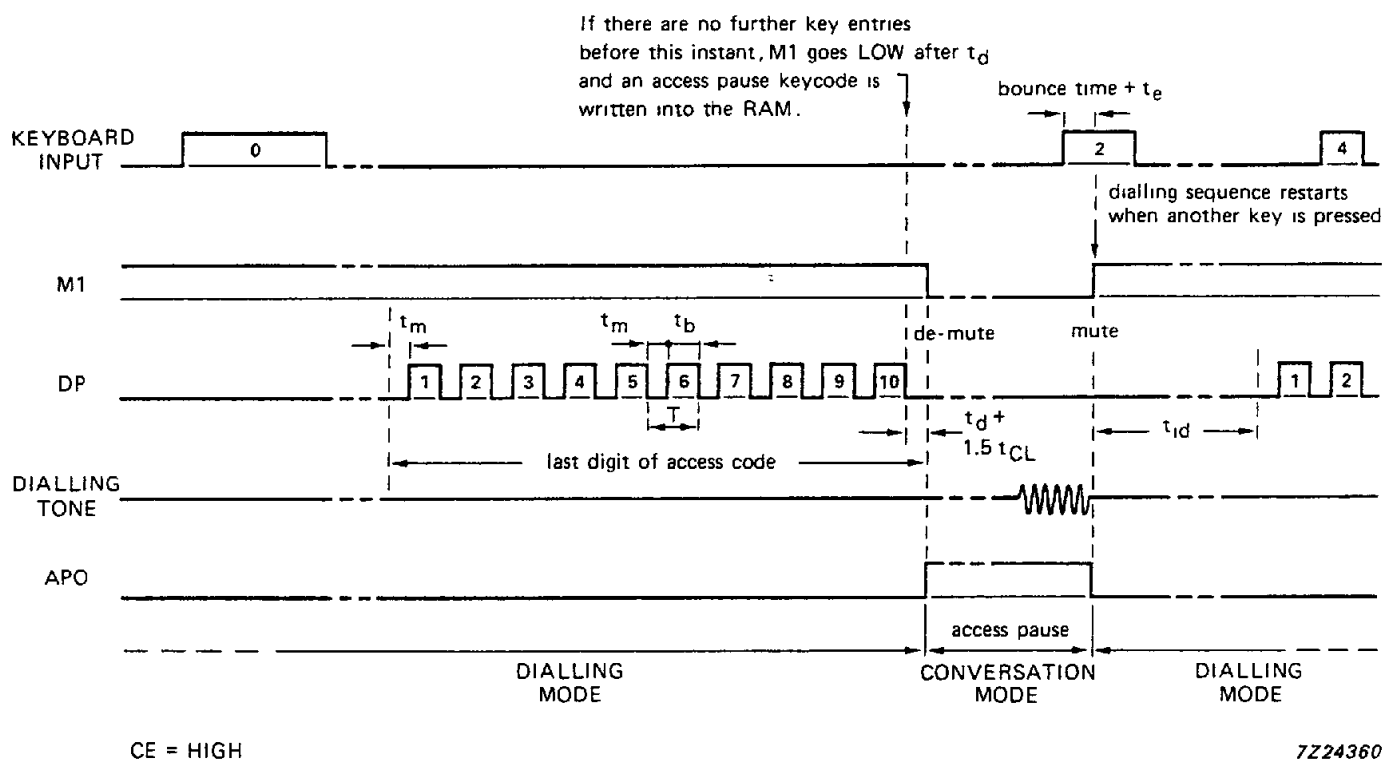 If there are no further key entries
before this instant, M1 goes LOW after td
and an access pause keycode is
written into the RAM.
bounce time + te
KEYBOARD
INPUT
0
2
4
dialling sequence restarts
when another key is pressed
M1
de-mute
mute
tm
tm
tb
DP
1
2
3
4
5
6
7
8
9
10
1
2
T
td +
1.5 tCL
tid
last digit of access code
DIALLING
TONE
APO
access pause
DIALLING
MODE
CONVERSATION
MODE
DIALLING
MODE
CE = HIGH
7Z24360